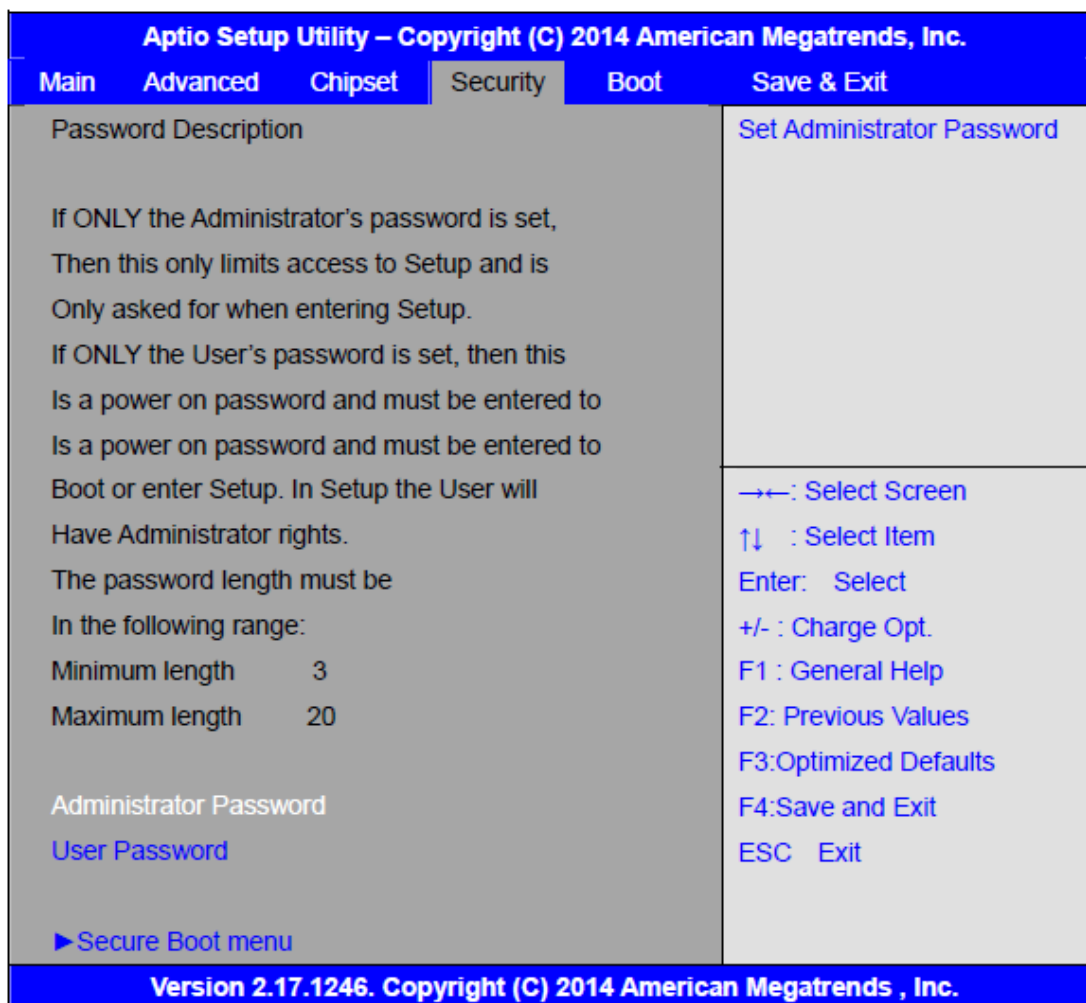 Aptio Setup Utility – Copyright (C) 2014 American Megatrends, Inc.
Main Advanced Chipset Security Boot Save & Exit
Password Description
If ONLY the Administrator's password is set,
Then this only limits access to Setup and is
Only asked for when entering Setup.
If ONLY the User's password is set, then this
Is a power on password and must be entered to
Is a power on password and must be entered to
Boot or enter Setup. In Setup the User will
Have Administrator rights.
The password length must be
In the following range:
Minimum length 3
Maximum length 20
Administrator Password
User Password
►Secure Boot menu
Set Administrator Password
→←: Select Screen
↑↓ : Select Item
Enter: Select
+/- : Charge Opt.
F1 : General Help
F2: Previous Values
F3:Optimized Defaults
F4:Save and Exit
ESC Exit
Version 2.17.1246. Copyright (C) 2014 American Megatrends , Inc.